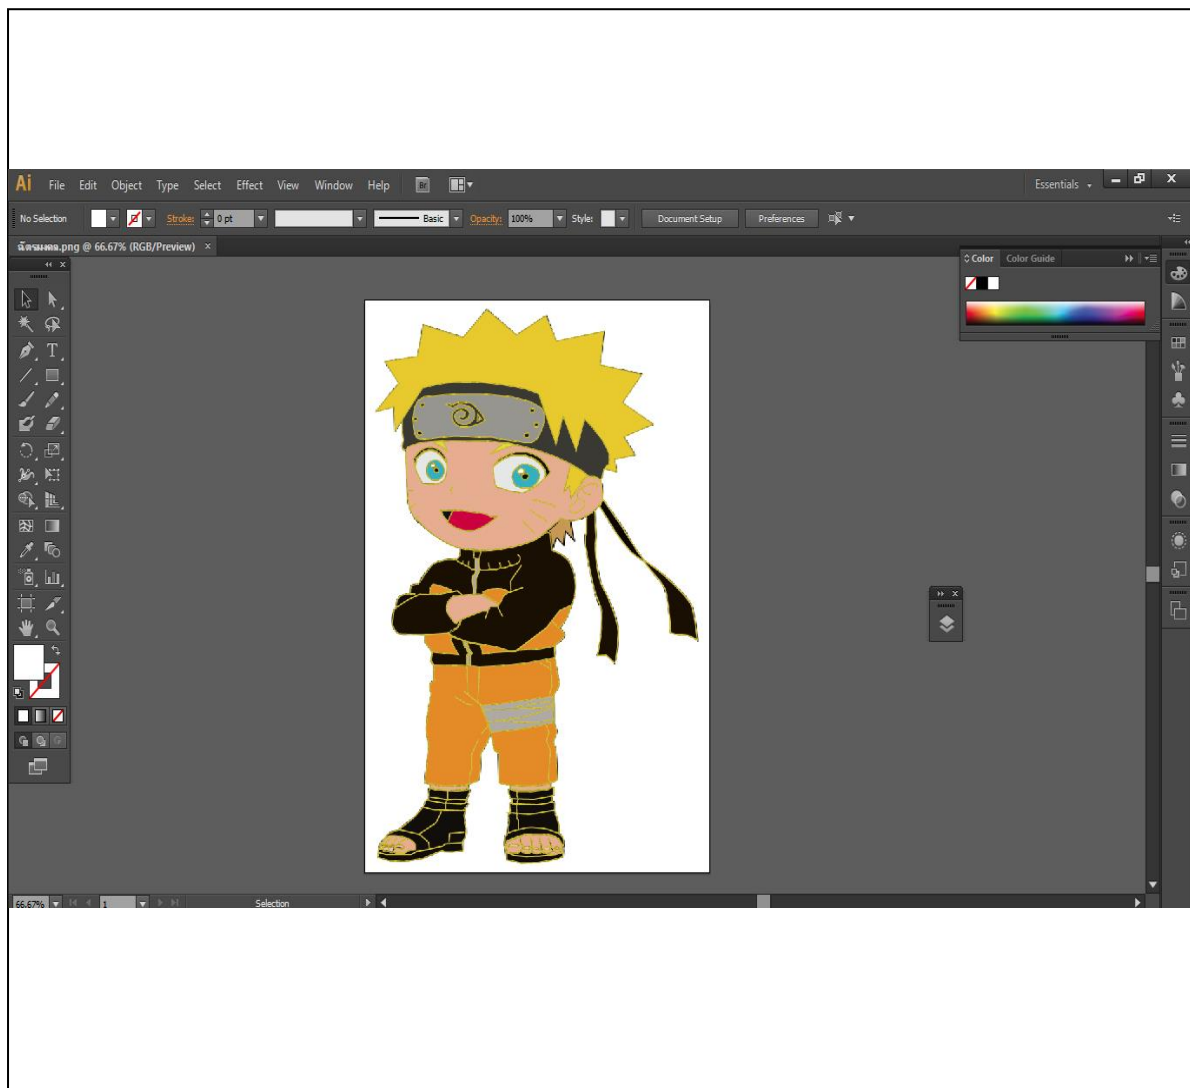 Ai File Edit Object Type Select Effect View Window Help Br Essentials
No Selection Stroke: 0 pt Basic Opacity: 100% Style: Document Setup Preferences
.png @ 66.67% (RGB/Preview) ×
Color Color Guide
T
66.67% 1 Selection